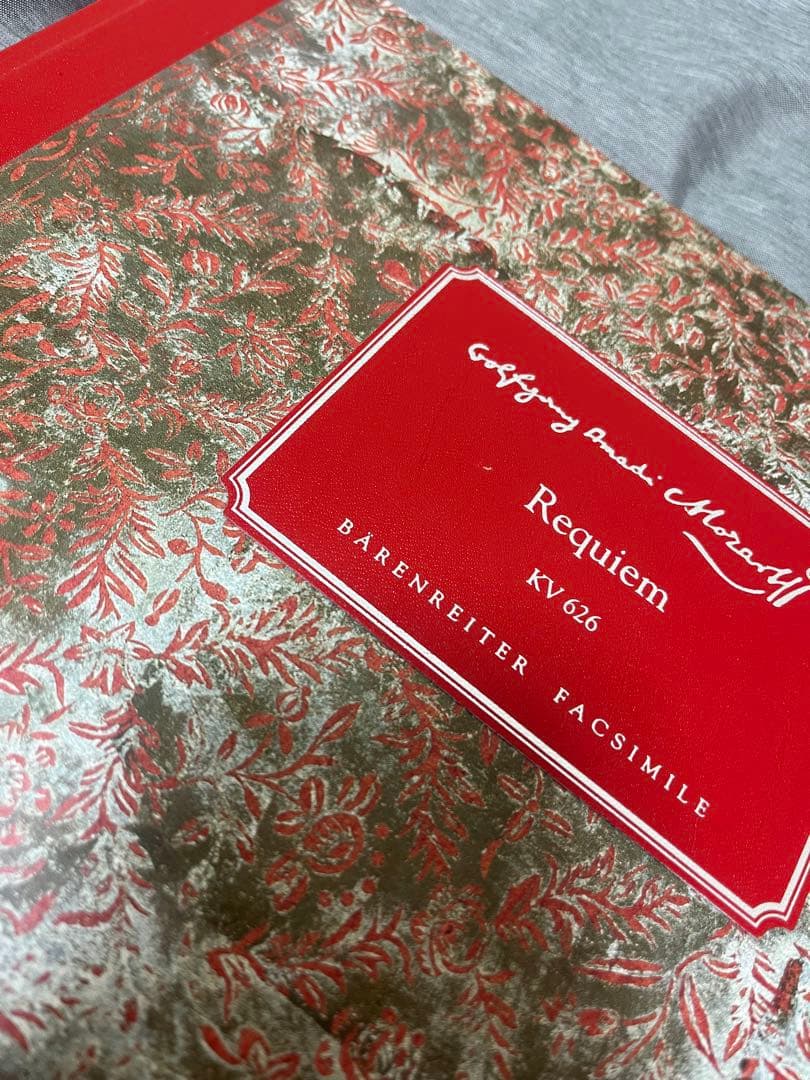 Wolfgang Amadè Mozart
Requiem
KV 626
BÄRENREITER FACSIMILE